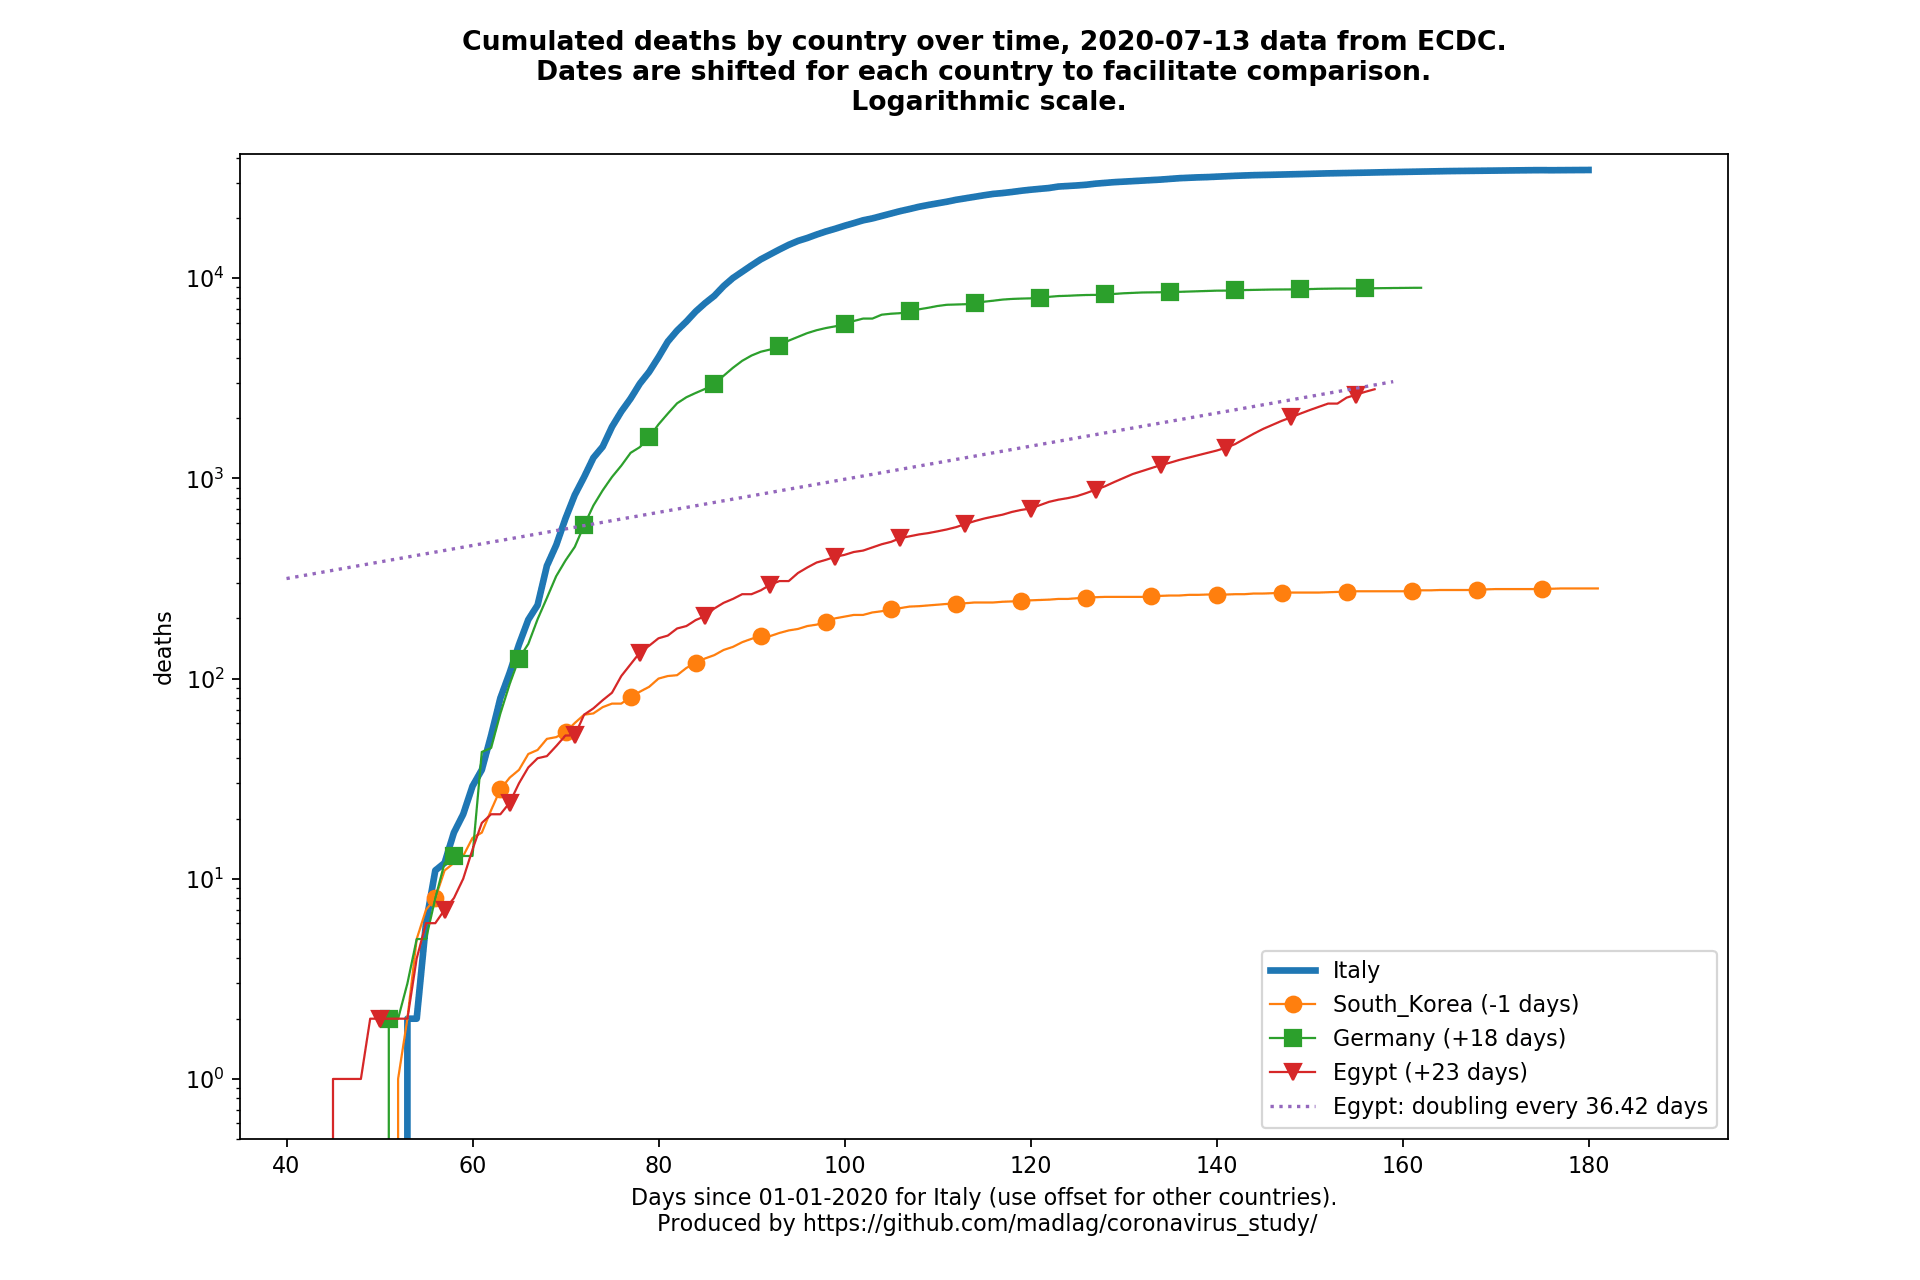 Cumulated deaths by country over time, 2020-07-13 data from ECDC.
Dates are shifted for each country to facilitate comparison.
Logarithmic scale.
deaths
10^4
10^3
10^2
10^1
10^0
40 60 80 100 120 140 160 180
Italy
South_Korea (-1 days)
Germany (+18 days)
Egypt (+23 days)
Egypt: doubling every 36.42 days
Days since 01-01-2020 for Italy (use offset for other countries).
Produced by https://github.com/madlag/coronavirus_study/